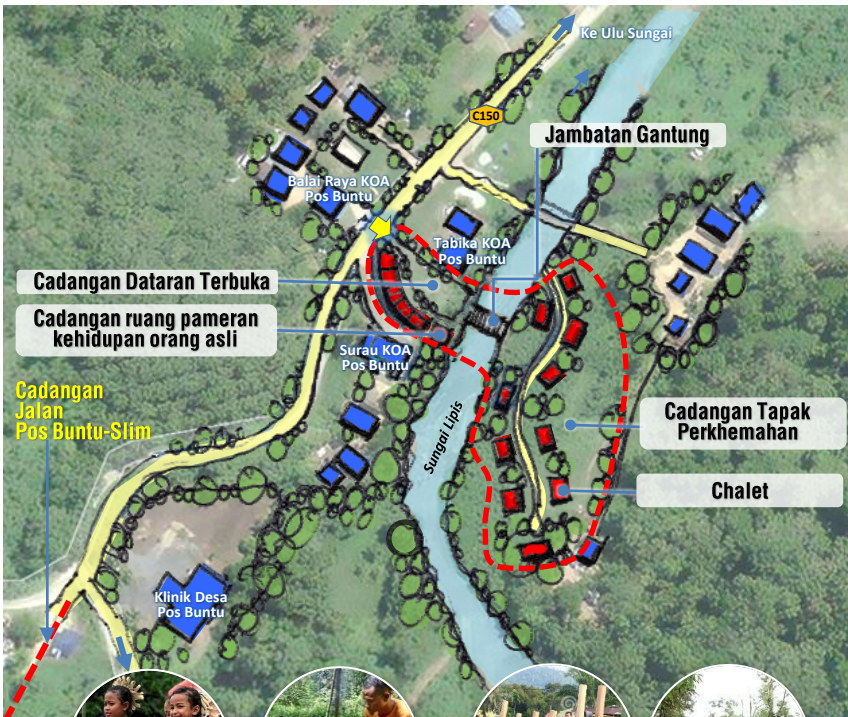 Ke Ulu Sungai
C150
Jambatan Gantung
Balai Raya KOA
Pos Buntu
Tabika KOA
Pos Buntu
Cadangan Dataran Terbuka
Cadangan ruang pameran
kehidupan orang asli
Surau KOA
Pos Buntu
Cadangan
Jalan
Pos Buntu-Slim
Sungai Lipis
Cadangan Tapak
Perkhemahan
Chalet
Klinik Desa
Pos Buntu